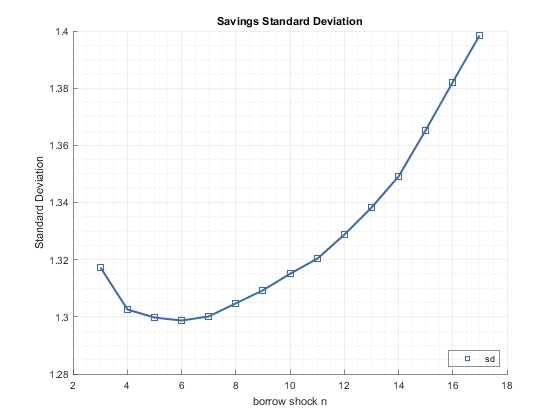 Savings Standard Deviation
1.4
1.38
1.36
1.34
1.32
1.3
1.28
Standard Deviation
2 4 6 8 10 12 14 16 18
borrow shock n
sd